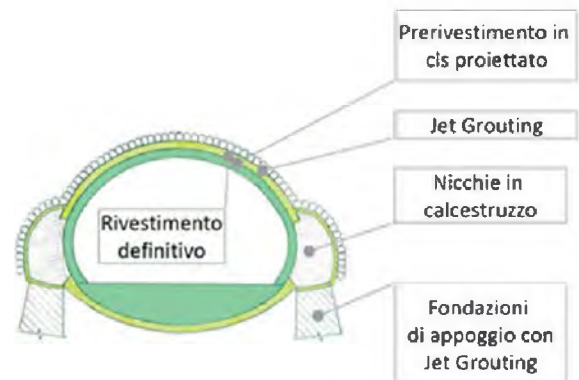 Prerivestimento in
cls proiettato
Jet Grouting
Nicchie in
calcestruzzo
Rivestimento
definitivo
Fondazioni
di appoggio con
Jet Grouting